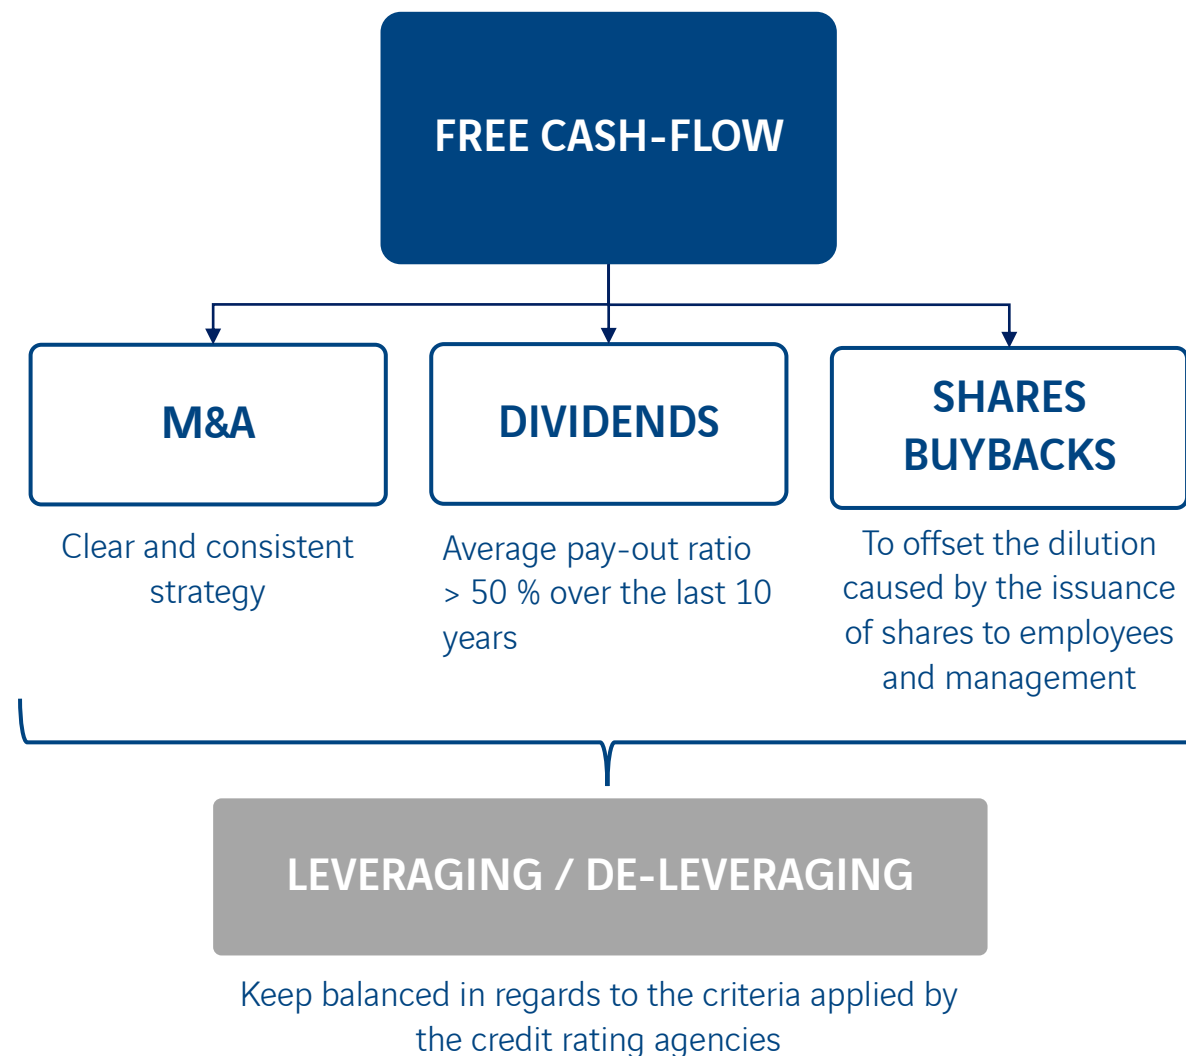 FREE CASH-FLOW
M&A
Clear and consistent
strategy
DIVIDENDS
Average pay-out ratio
> 50 % over the last 10
years
SHARES
BUYBACKS
To offset the dilution
caused by the issuance
of shares to employees
and management
LEVERAGING / DE-LEVERAGING
Keep balanced in regards to the criteria applied by
the credit rating agencies